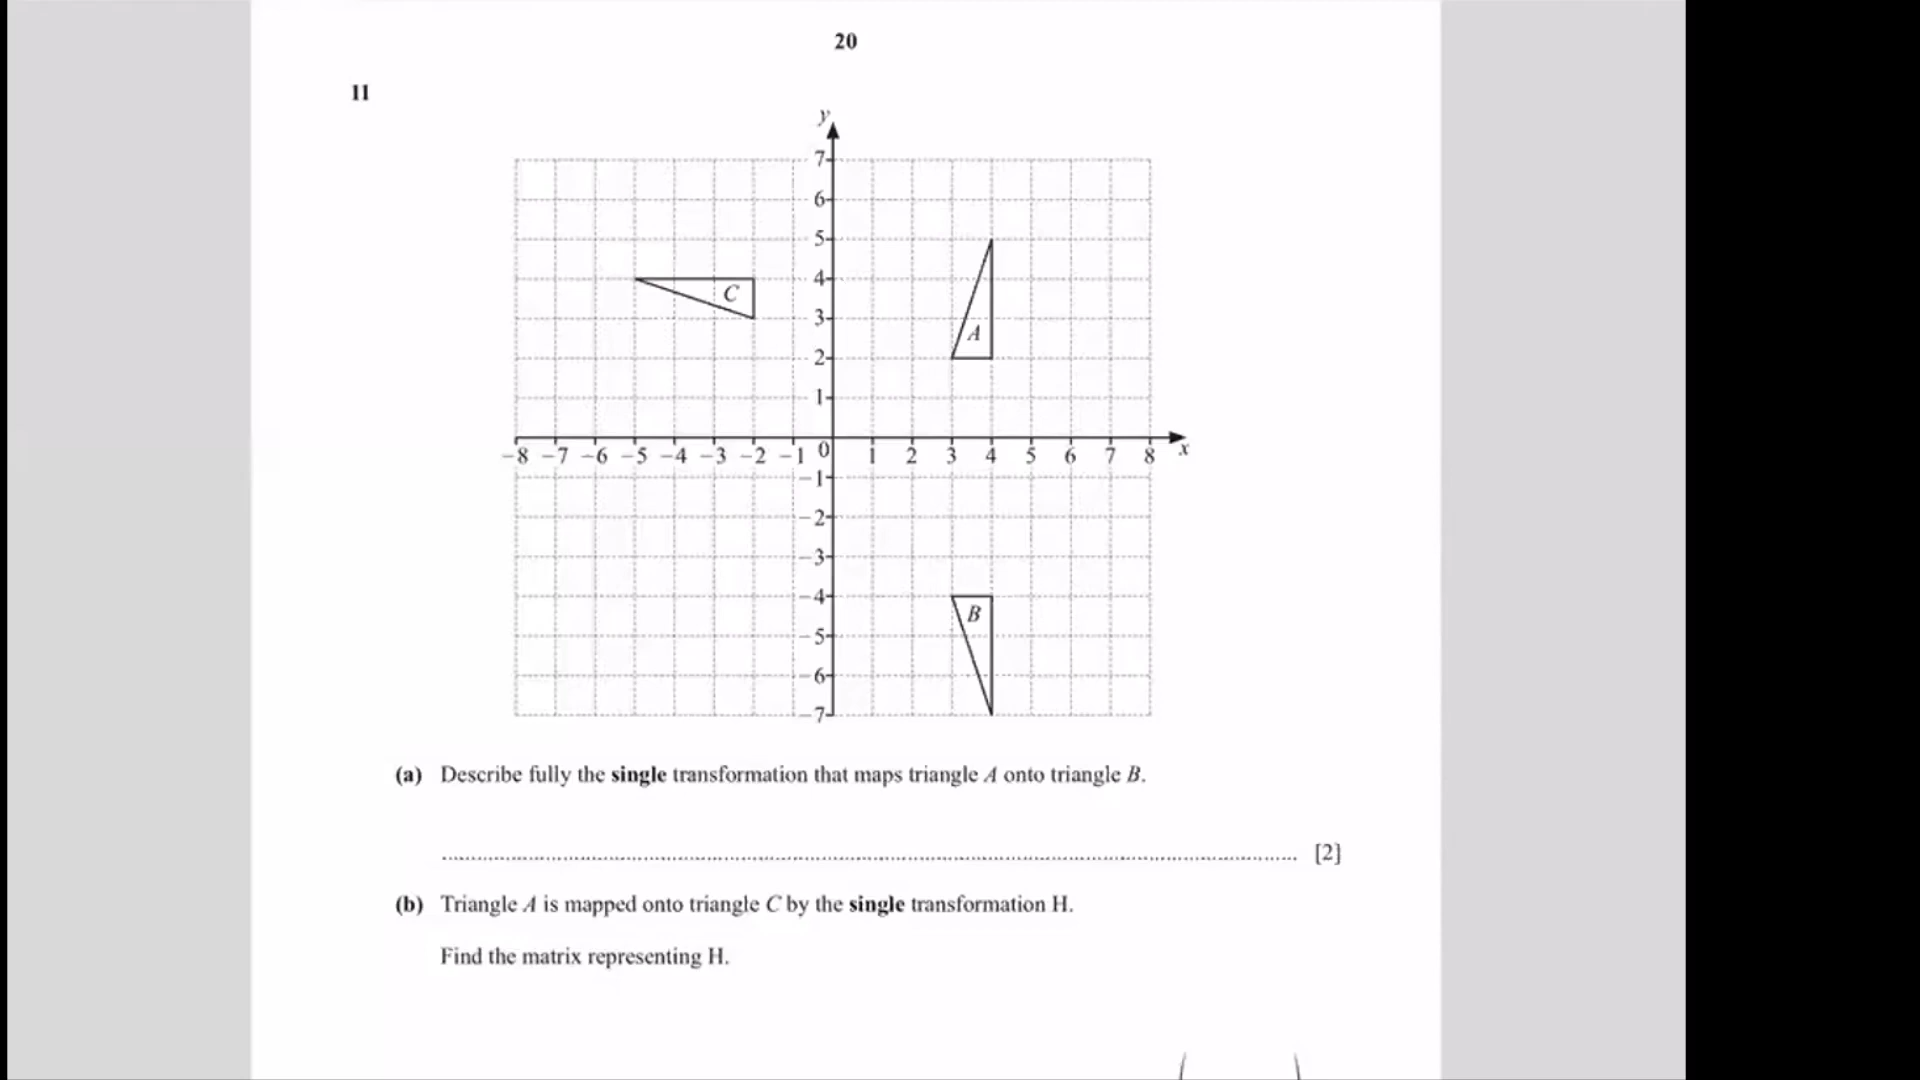 20
11
y
7
6
5
4
3
2
1
C
A
-8 -7 -6 -5 -4 -3 -2 -1 0 1 2 3 4 5 6 7 8 x
-1
-2
-3
-4
-5
-6
-7
B
(a) Describe fully the single transformation that maps triangle A onto triangle B.
[2]
(b) Triangle A is mapped onto triangle C by the single transformation H.
Find the matrix representing H.